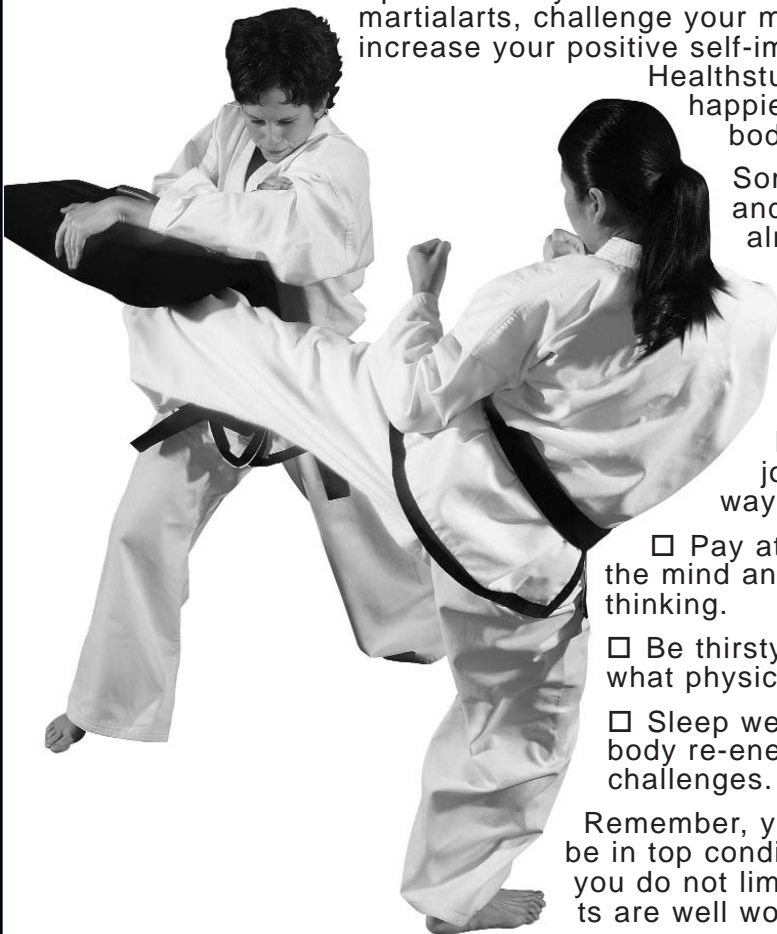 martialarts, challenge your m
increase your positive self-im
Healthstu
happie
bod
So
and
al
jo
way
☐ Pay at
the mind an
thinking.
☐ Be thirsty
what physic
☐ Sleep we
body re-ene
challenges.
Remember, y
be in top condi
you do not lim
ts are well wo